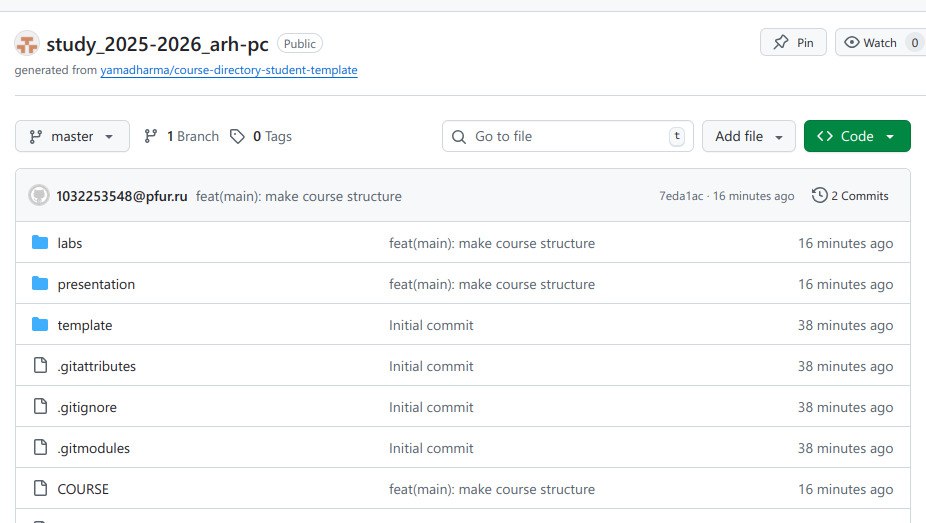 study_2025-2026_arh-pc Public Pin Watch 0
generated from yamadharma/course-directory-student-template
master 1 Branch 0 Tags Go to file t Add file Code
1032253548@pfur.ru feat(main): make course structure 7eda1ac · 16 minutes ago 2 Commits
labs feat(main): make course structure 16 minutes ago
presentation feat(main): make course structure 16 minutes ago
template Initial commit 38 minutes ago
.gitattributes Initial commit 38 minutes ago
.gitignore Initial commit 38 minutes ago
.gitmodules Initial commit 38 minutes ago
COURSE feat(main): make course structure 16 minutes ago